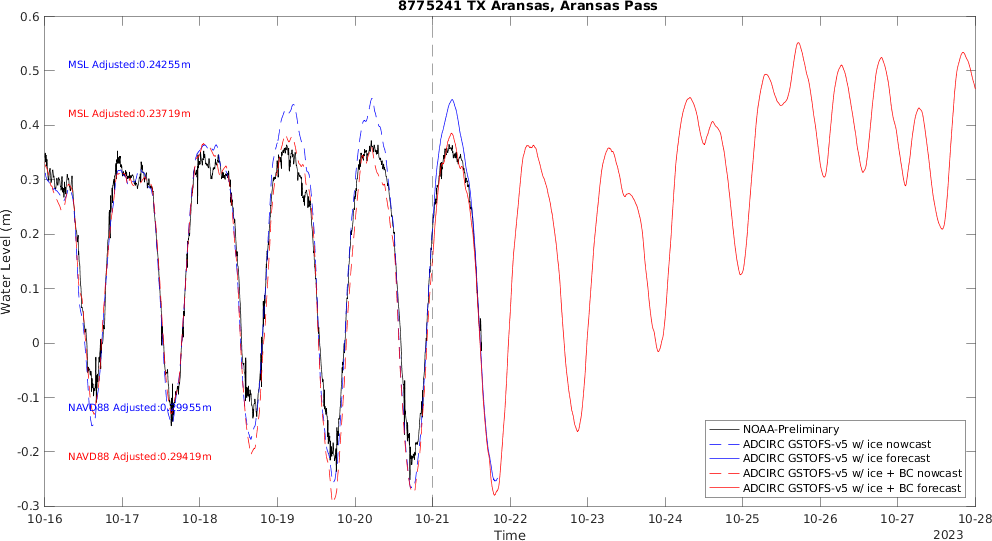 8775241 TX Aransas, Aransas Pass
0.6
0.5
0.4
0.3
0.2
0.1
0
-0.1
-0.2
-0.3
Water Level (m)
MSL Adjusted:0.24255m
MSL Adjusted:0.23719m
NAVD88 Adjusted:0.29955m
NAVD88 Adjusted:0.29419m
NOAA-Preliminary
ADCIRC GSTOFS-v5 w/ ice nowcast
ADCIRC GSTOFS-v5 w/ ice forecast
ADCIRC GSTOFS-v5 w/ ice + BC nowcast
ADCIRC GSTOFS-v5 w/ ice + BC forecast
10-16 10-17 10-18 10-19 10-20 10-21 10-22 10-23 10-24 10-25 10-26 10-27 10-28
Time
2023